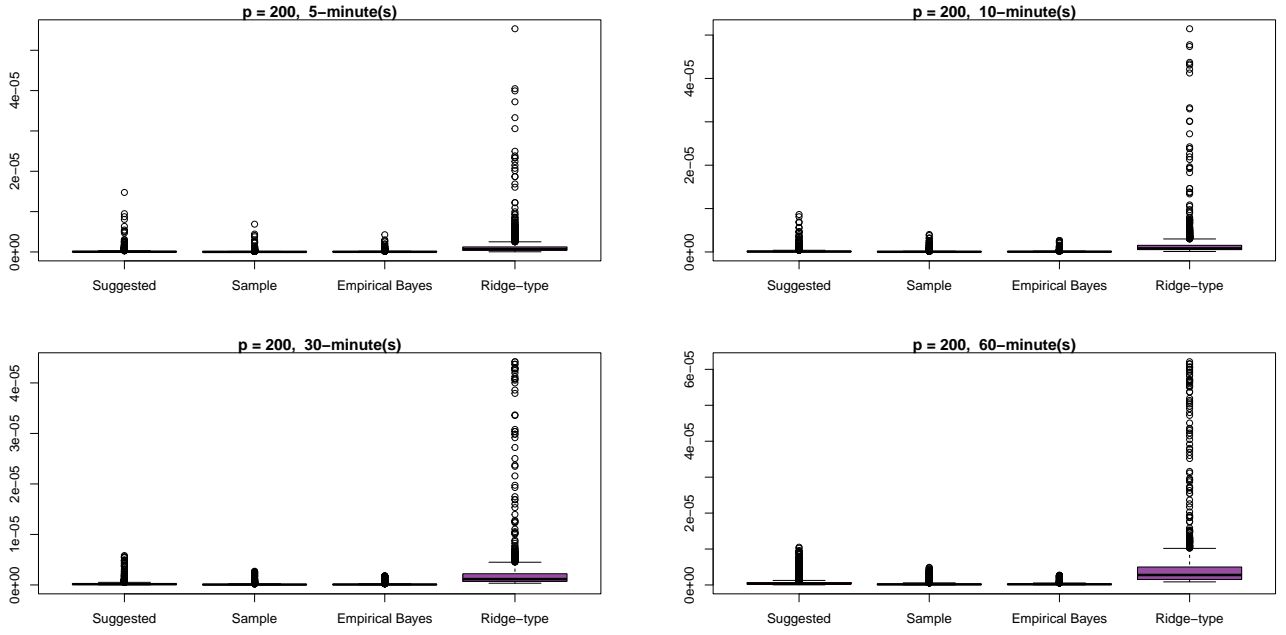 p = 200, 5−minute(s)
4e−05
2e−05
0e+00
Suggested Sample Empirical Bayes Ridge−type
p = 200, 10−minute(s)
4e−05
2e−05
0e+00
Suggested Sample Empirical Bayes Ridge−type
p = 200, 30−minute(s)
4e−05
3e−05
2e−05
1e−05
0e+00
Suggested Sample Empirical Bayes Ridge−type
p = 200, 60−minute(s)
6e−05
4e−05
2e−05
0e+00
Suggested Sample Empirical Bayes Ridge−type